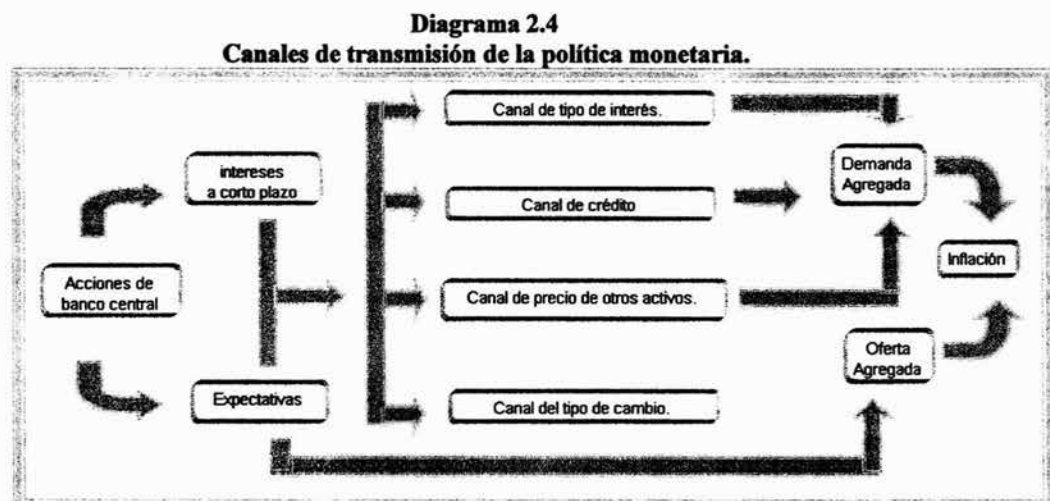 Diagrama 2.4
Canales de transmisión de la política monetaria.
Canal de tipo de interés.
intereses
a corto plazo
Demanda
Agregada
Canal de crédito
Acciones de
banco central
Inflación
Canal de precio de otros activos.
Oferta
Agregada
Expectativas
Canal del tipo de cambio.